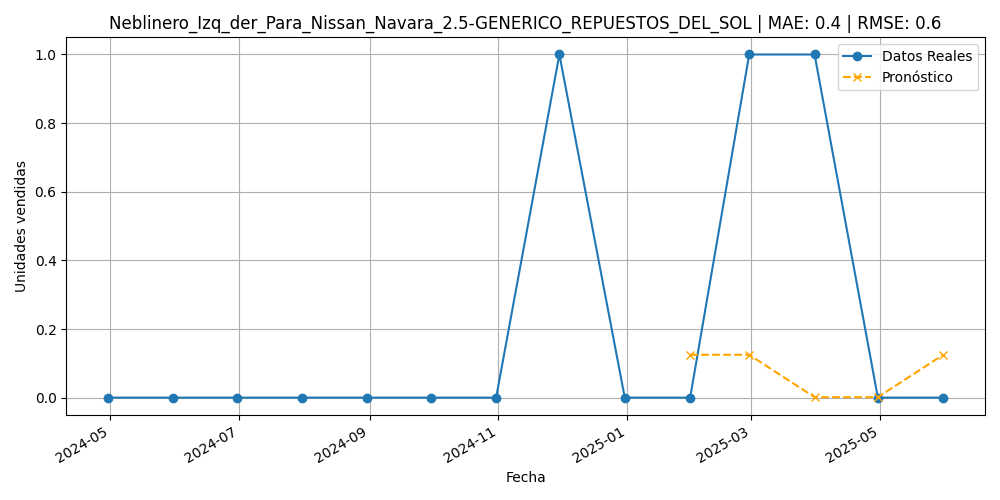 Neblinero_Izq_der_Para_Nissan_Navara_2.5-GENERICO_REPUESTOS_DEL_SOL | MAE: 0.4 | RMSE: 0.6
Datos Reales
Pronóstico
Unidades vendidas
1.0
0.8
0.6
0.4
0.2
0.0
2024-05
2024-07
2024-09
2024-11
2025-01
2025-03
2025-05
Fecha